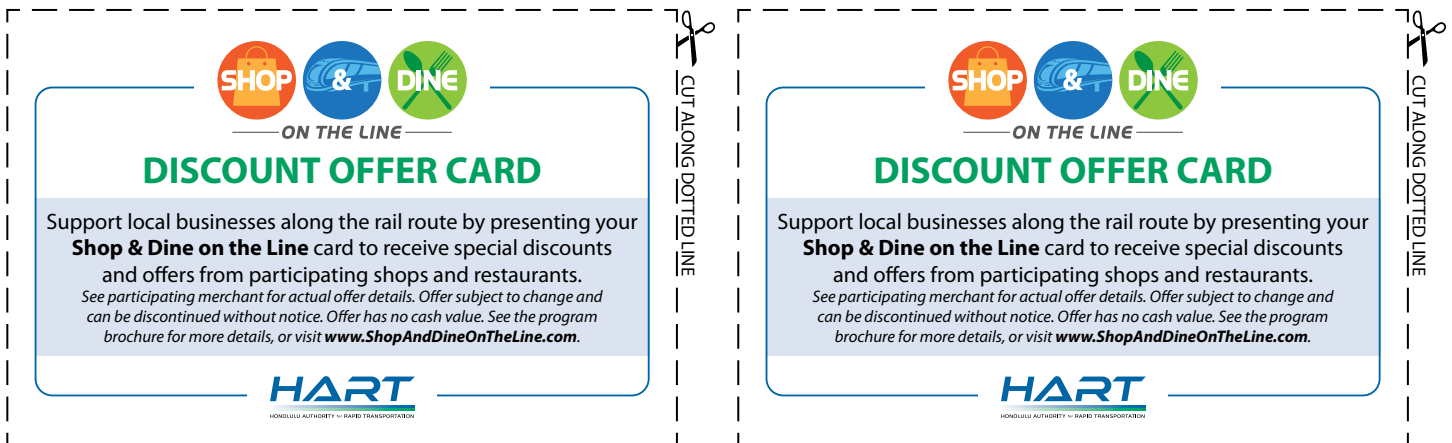 SHOP & DINE
ON THE LINE
DISCOUNT OFFER CARD
Support local businesses along the rail route by presenting your
Shop & Dine on the Line card to receive special discounts
and offers from participating shops and restaurants.
See participating merchant for actual offer details. Offer subject to change and
can be discontinued without notice. Offer has no cash value. See the program
brochure for more details, or visit www.ShopAndDineOnTheLine.com.
HART
HONOLULU AUTHORITY for RAPID TRANSPORTATION
CUT ALONG DOTTED LINE
SHOP & DINE
ON THE LINE
DISCOUNT OFFER CARD
Support local businesses along the rail route by presenting your
Shop & Dine on the Line card to receive special discounts
and offers from participating shops and restaurants.
See participating merchant for actual offer details. Offer subject to change and
can be discontinued without notice. Offer has no cash value. See the program
brochure for more details, or visit www.ShopAndDineOnTheLine.com.
HART
HONOLULU AUTHORITY for RAPID TRANSPORTATION
CUT ALONG DOTTED LINE